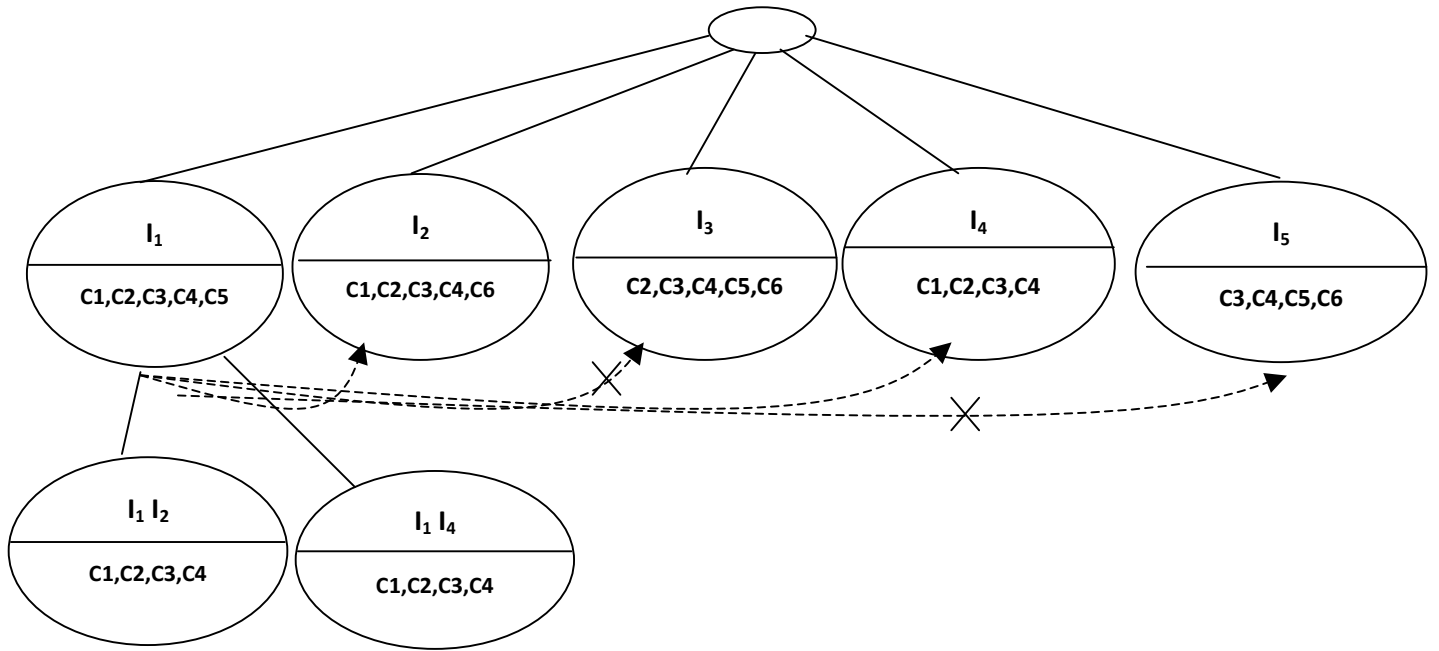 I₁
C1,C2,C3,C4,C5
I₂
C1,C2,C3,C4,C6
I₃
C2,C3,C4,C5,C6
I₄
C1,C2,C3,C4
I₅
C3,C4,C5,C6
I₁ I₂
C1,C2,C3,C4
I₁ I₄
C1,C2,C3,C4